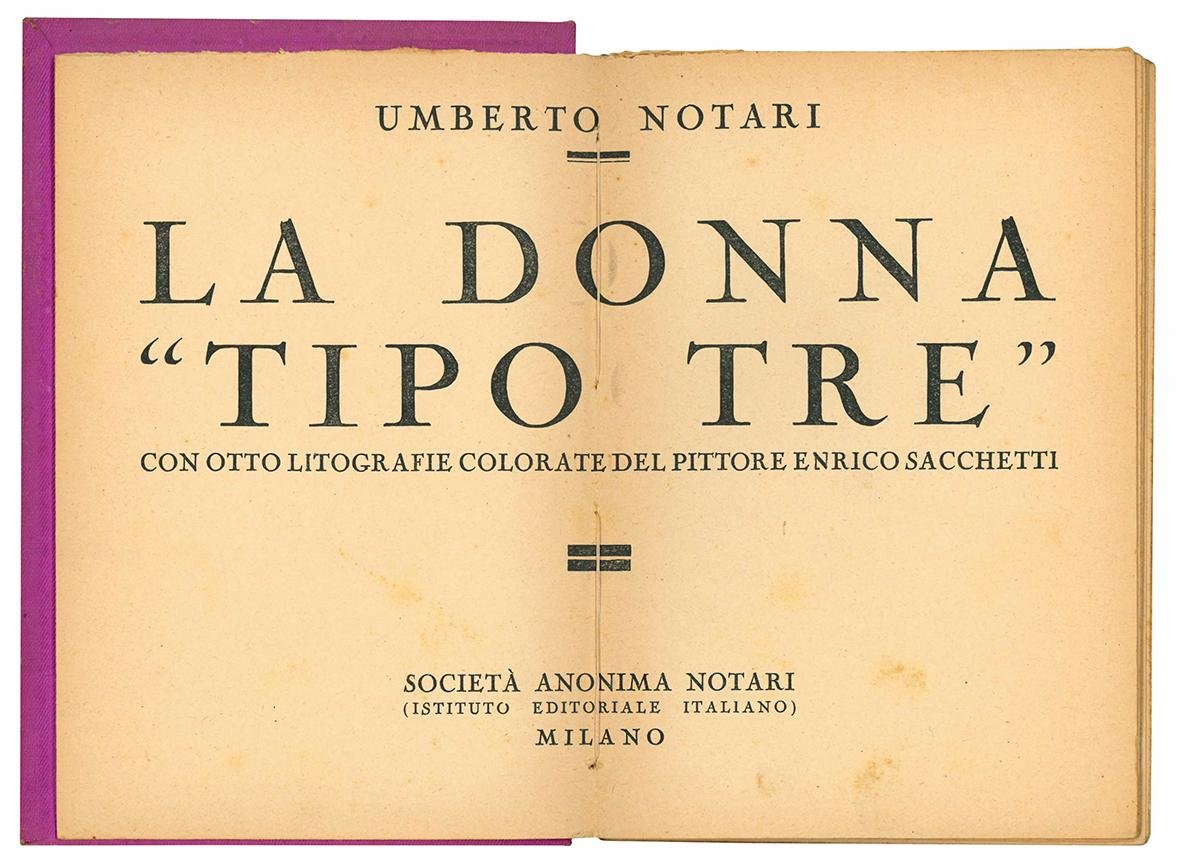 UMBERTO NOTARI
LA DONNA
“TIPO TRE”
CON OTTO LITOGRAFIE COLORATE DEL PITTORE ENRICO SACCHETTI
SOCIETÀ ANONIMA NOTARI
(ISTITUTO EDITORIALE ITALIANO)
MILANO